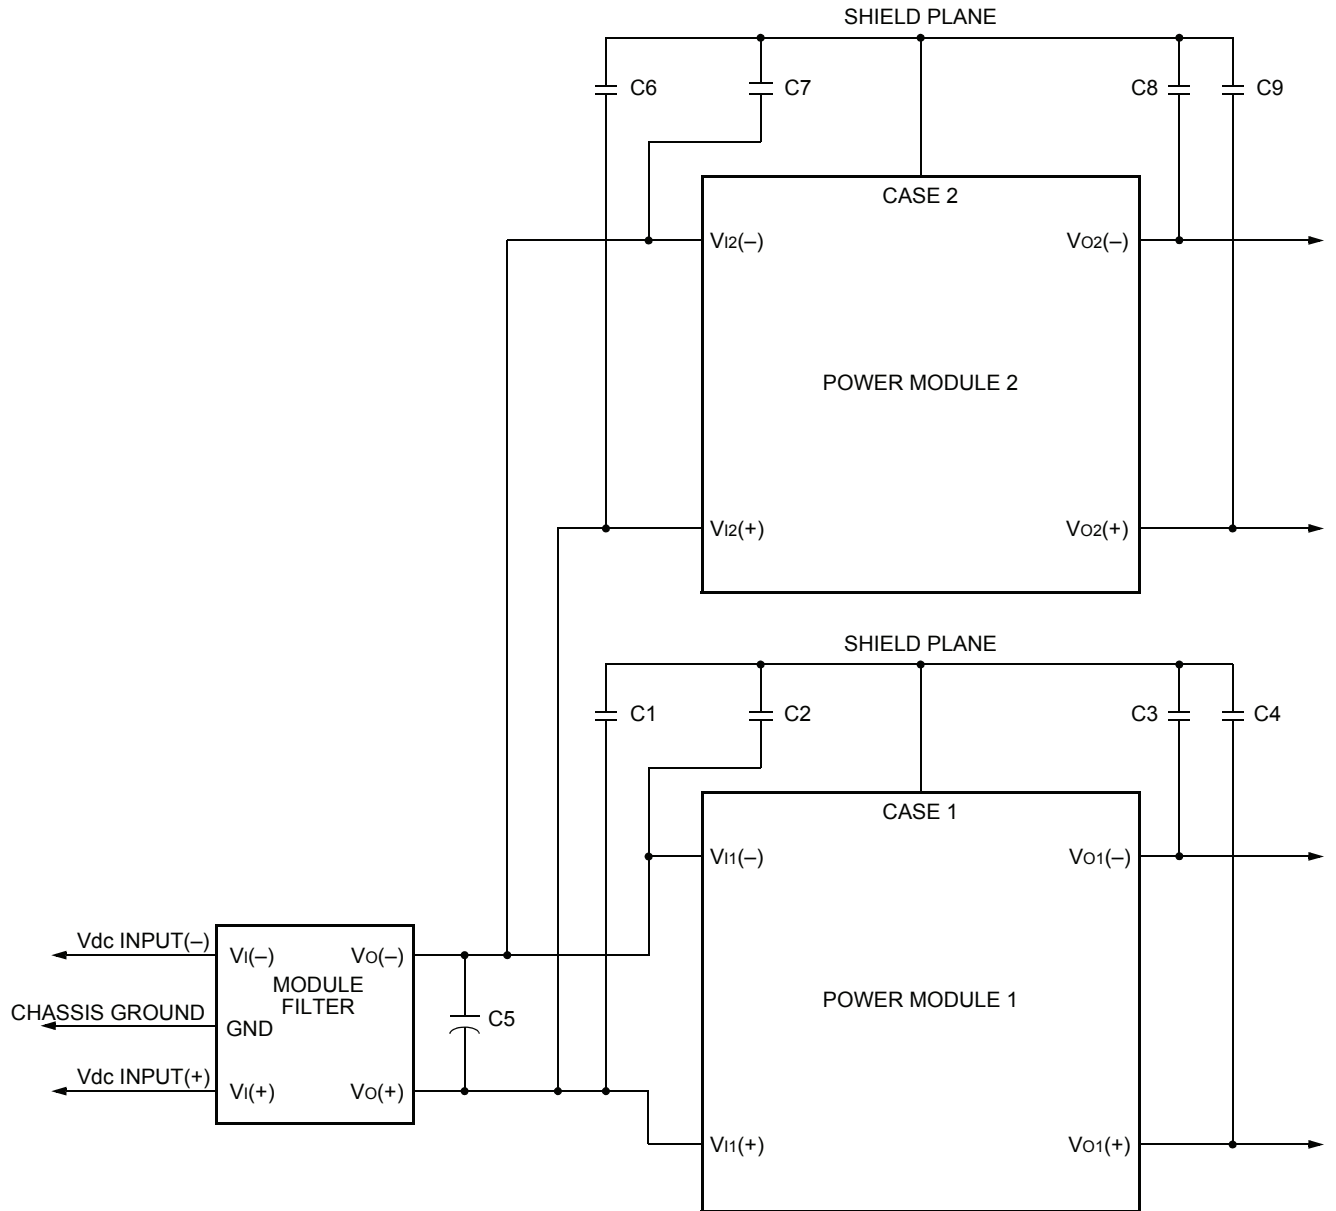 SHIELD PLANE
C6
C7
C8
C9
CASE 2
VI2(–)
VO2(–)
POWER MODULE 2
VI2(+)
VO2(+)
SHIELD PLANE
C1
C2
C3
C4
CASE 1
VI1(–)
VO1(–)
Vdc INPUT(–)
VI(–)
VO(–)
MODULE
FILTER
POWER MODULE 1
CHASSIS GROUND
GND
C5
Vdc INPUT(+)
VI(+)
VO(+)
VI1(+)
VO1(+)